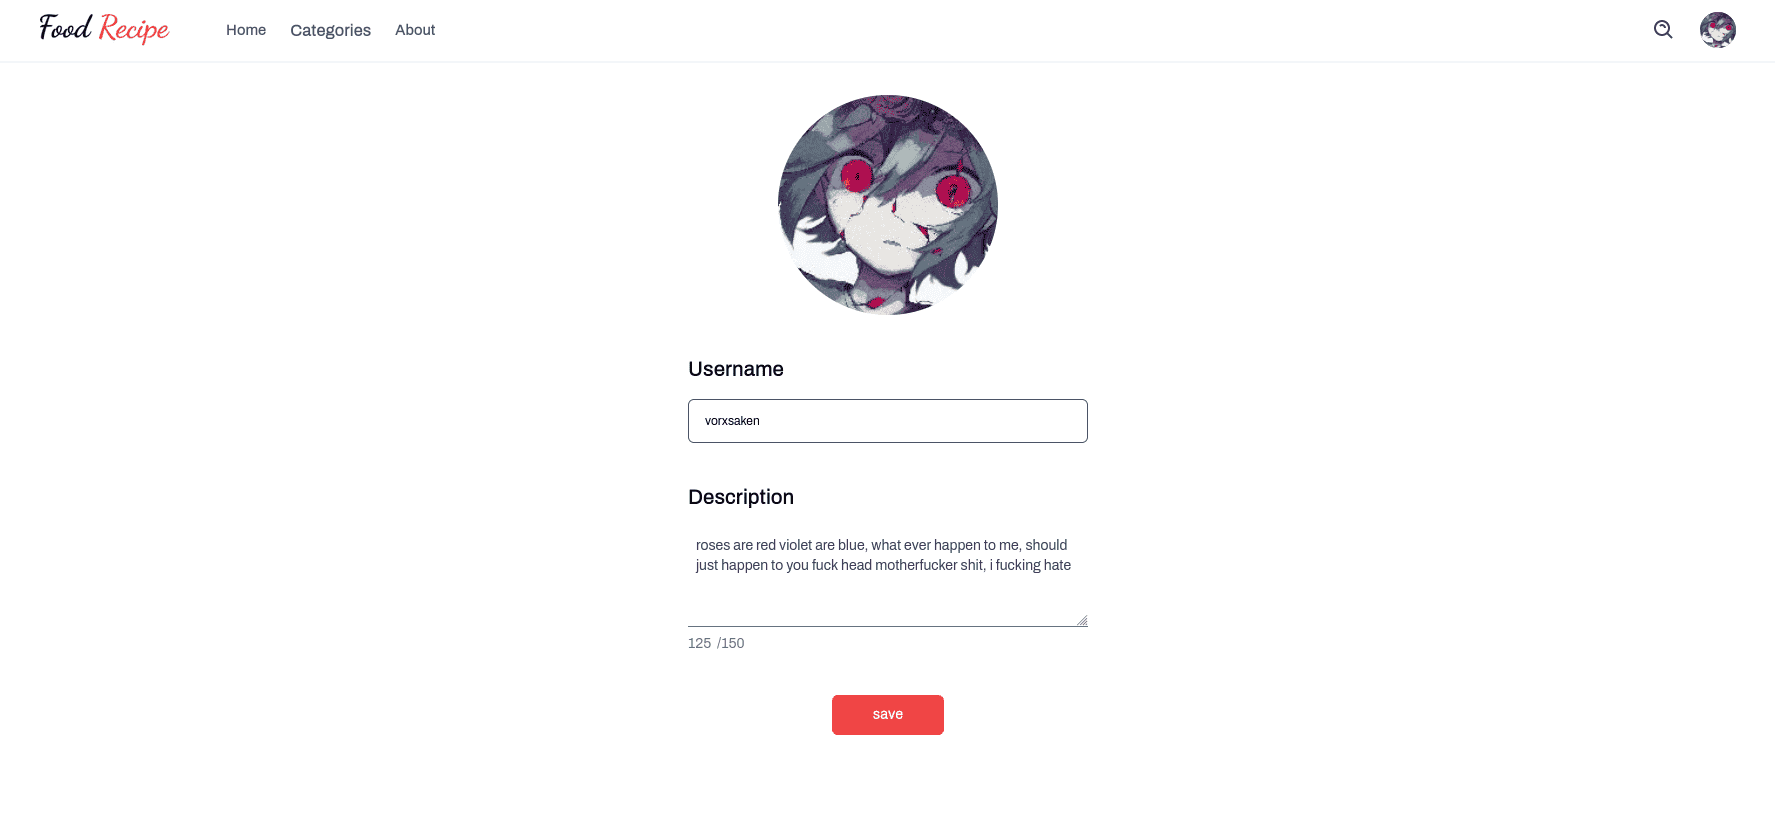 Food Recipe
Home
Categories
About
Username
vorxsaken
Description
roses are red violet are blue, what ever happen to me, should
just happen to you fuck head motherfucker shit, i fucking hate
125 /150
save